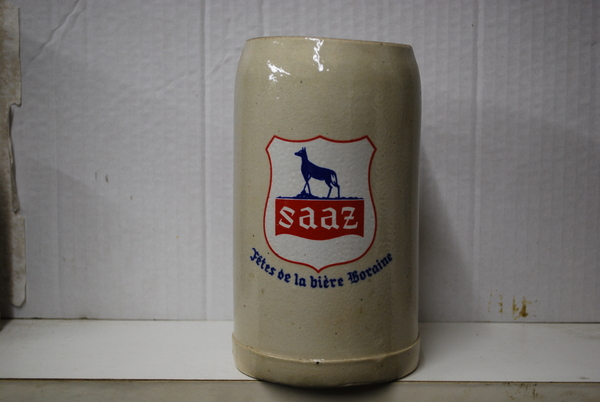 saaz
Fêtes de la bière Boraine